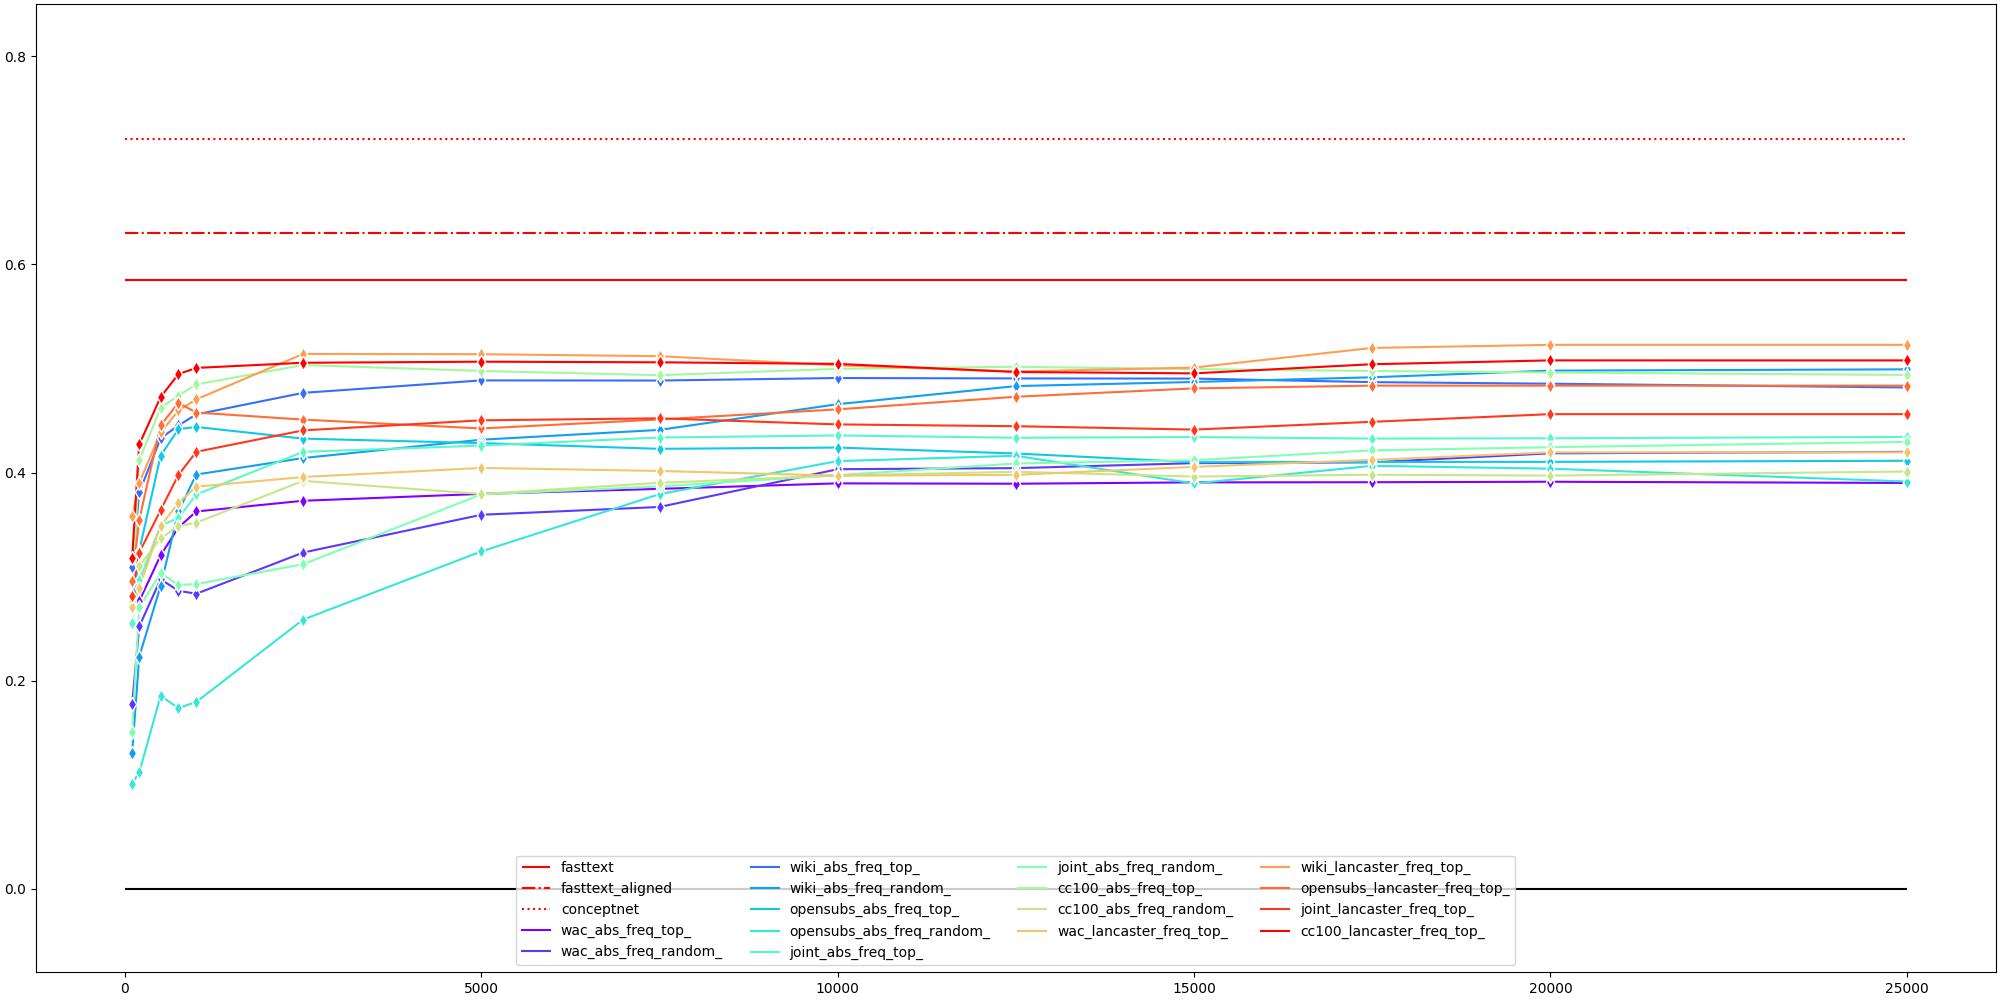 0.8
0.6
0.4
0.2
0.0
fasttext
fasttext_aligned
conceptnet
wac_abs_freq_top_
wac_abs_freq_random_
wiki_abs_freq_top_
wiki_abs_freq_random_
opensubs_abs_freq_top_
opensubs_abs_freq_random_
joint_abs_freq_top_
joint_abs_freq_random_
cc100_abs_freq_top_
cc100_abs_freq_random_
wac_lancaster_freq_top_
wiki_lancaster_freq_top_
opensubs_lancaster_freq_top_
joint_lancaster_freq_top_
cc100_lancaster_freq_top_
0 5000 10000 15000 20000 25000